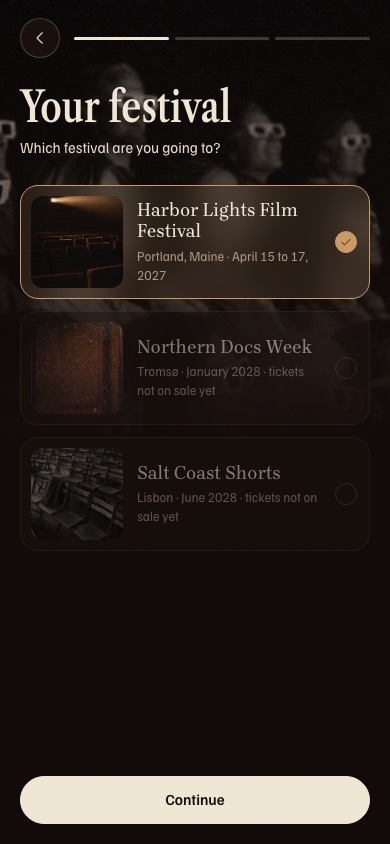 Your festival
Which festival are you going to?
Harbor Lights Film
Festival
Portland, Maine · April 15 to 17,
2027
Northern Docs Week
Tromsø · January 2028 · tickets
not on sale yet
Salt Coast Shorts
Lisbon · June 2028 · tickets not on
sale yet
Continue